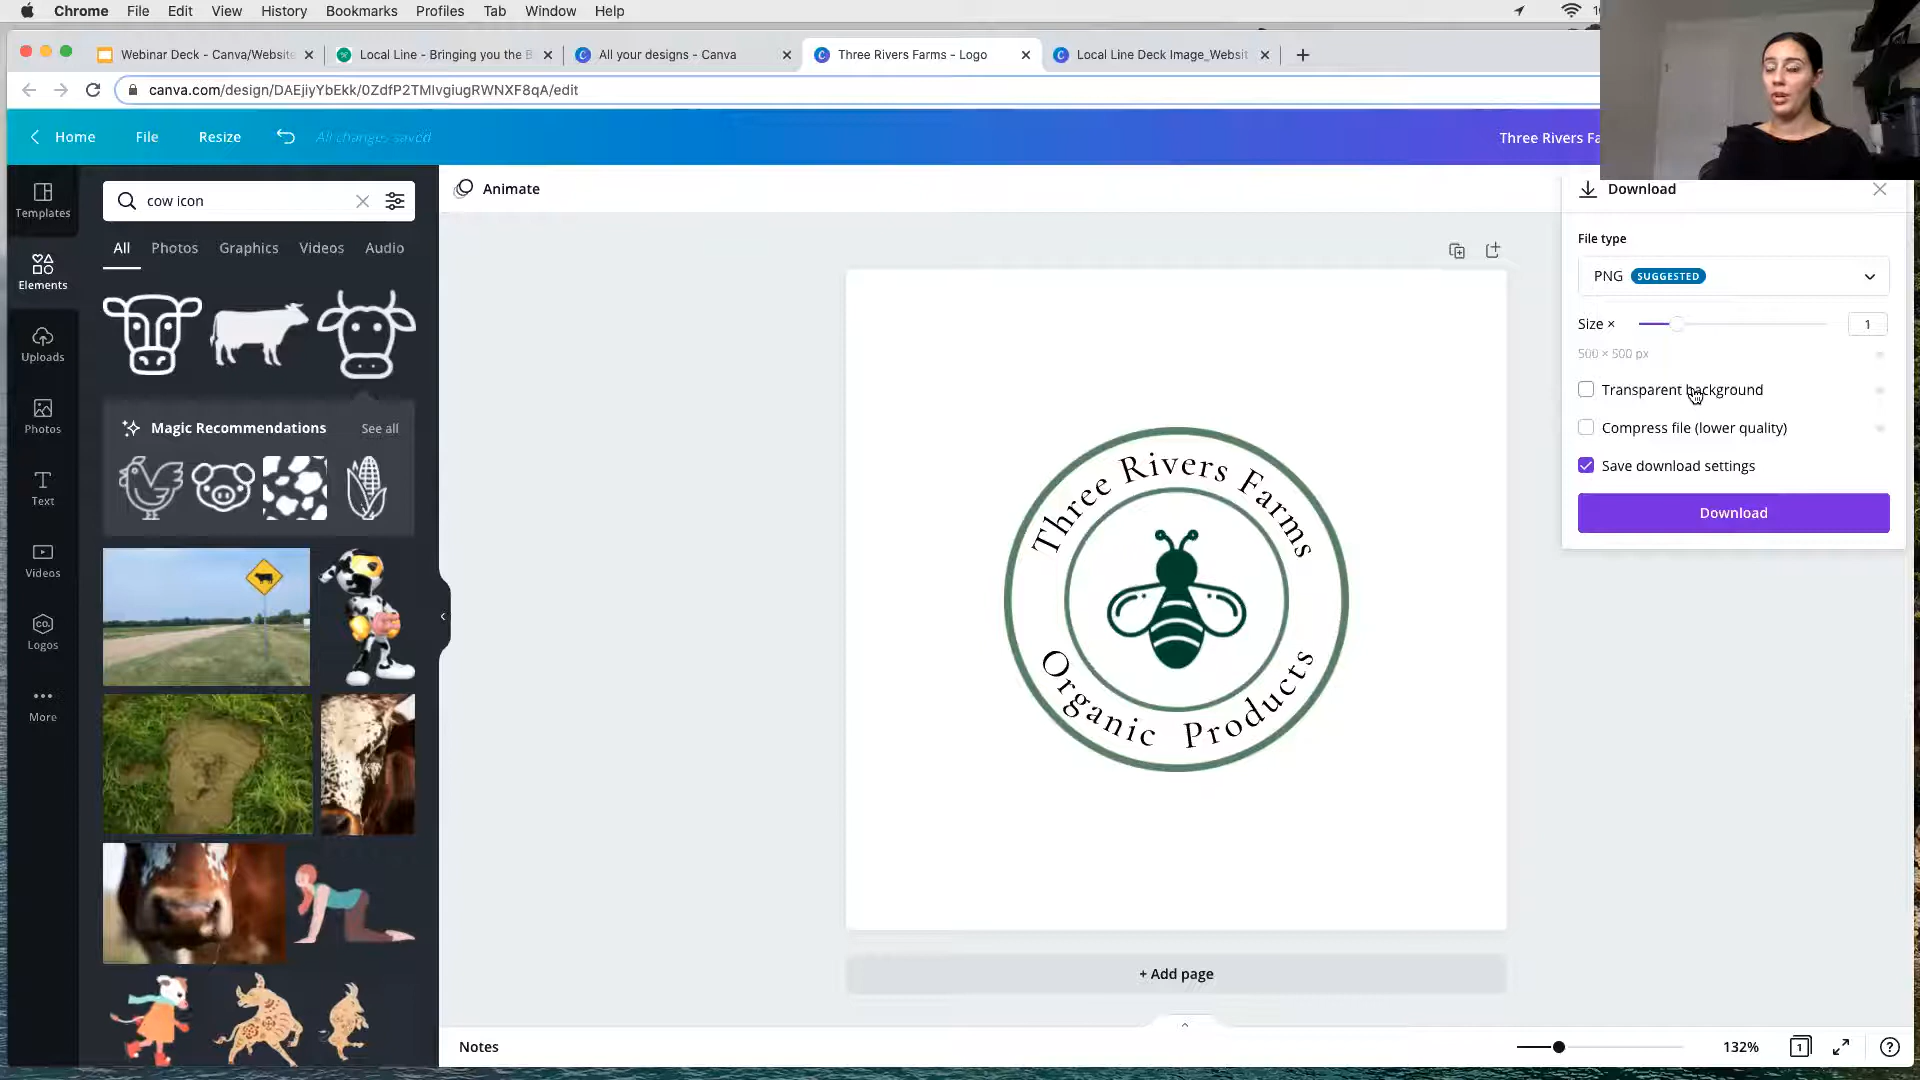 Chrome File Edit View History Bookmarks Profiles Tab Window Help
Webinar Deck - Canva/Website
Local Line - Bringing you the B
All your designs - Canva
Three Rivers Farms - Logo
Local Line Deck Image_Websit
canva.com/design/DAEjiyYbEkk/0ZdfP2TMlvgiugRWNXF8qA/edit
Home File Resize All changes saved
Three Rivers Fa
Templates
Elements
Uploads
Photos
Text
Videos
CO.
Logos
More
cow icon
All Photos Graphics Videos Audio
Magic Recommendations See all
Animate
Three Rivers Farms
Organic Products
+ Add page
Download
File type
PNG SUGGESTED
Size × 1
500 × 500 px
Transparent background
Compress file (lower quality)
Save download settings
Download
Notes
132%
1
?